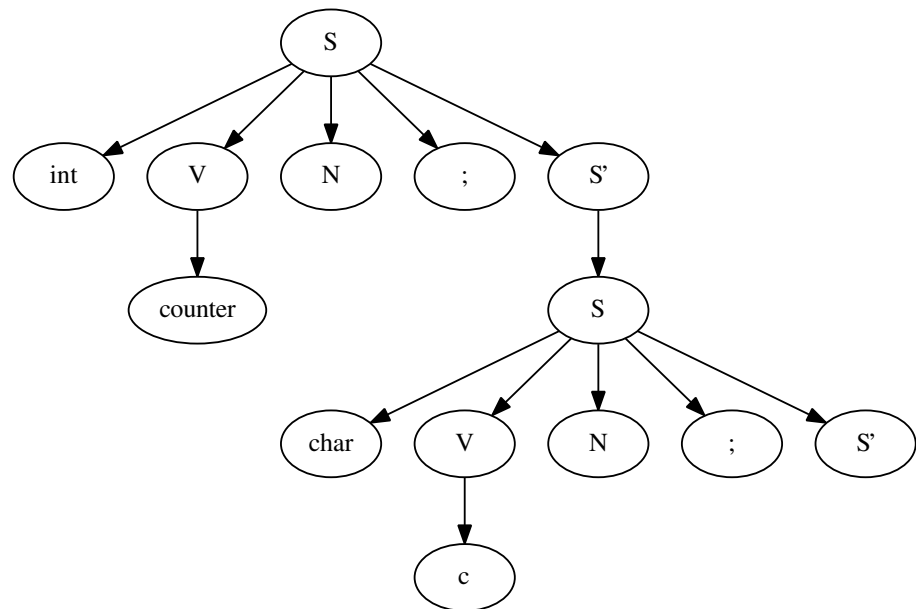 S
int V N ; S’
counter S
char V N ; S’
c